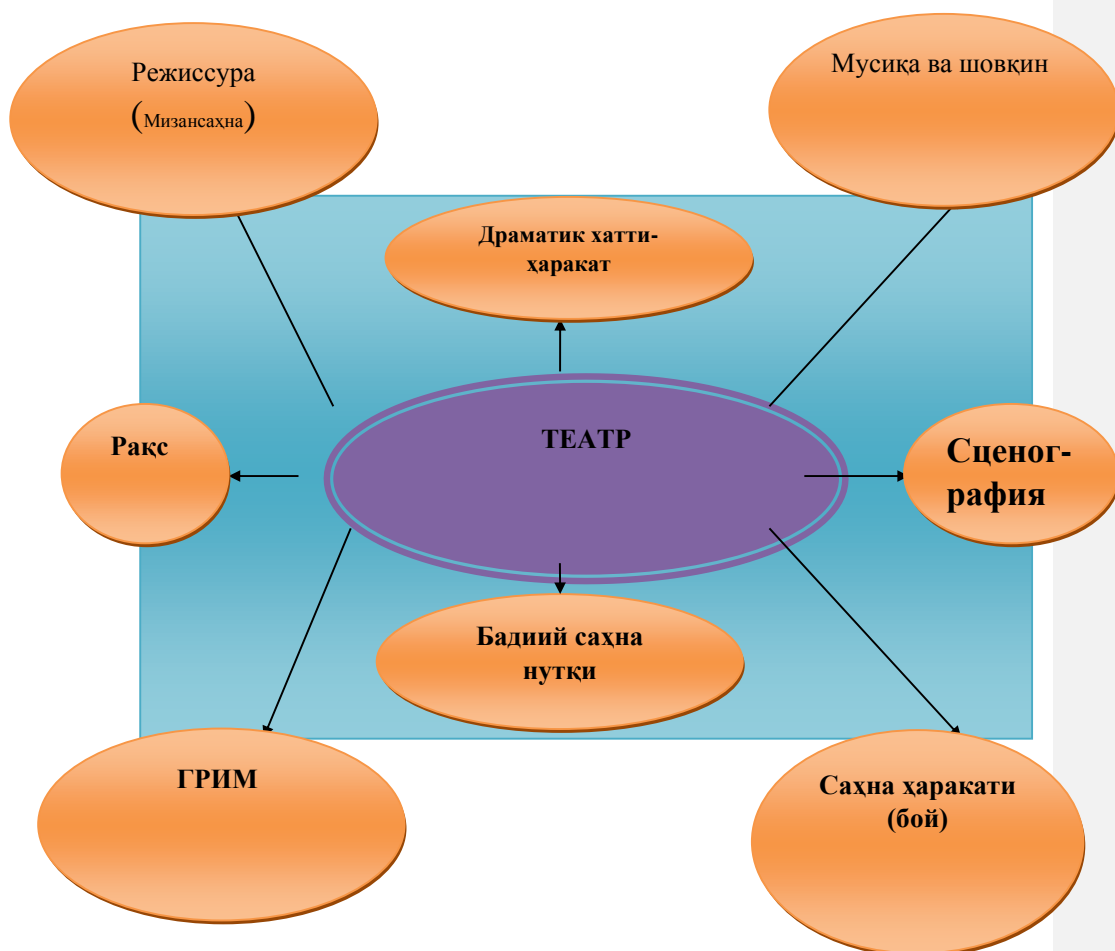 Режиссура
(Мизансаҳна)
Мусиқа ва шовқин
Драматик хатти-
ҳаракат
Рақс
ТЕАТР
Сценог-
рафия
Бадиий саҳна
нутқи
ГРИМ
Саҳна ҳаракати
(бой)